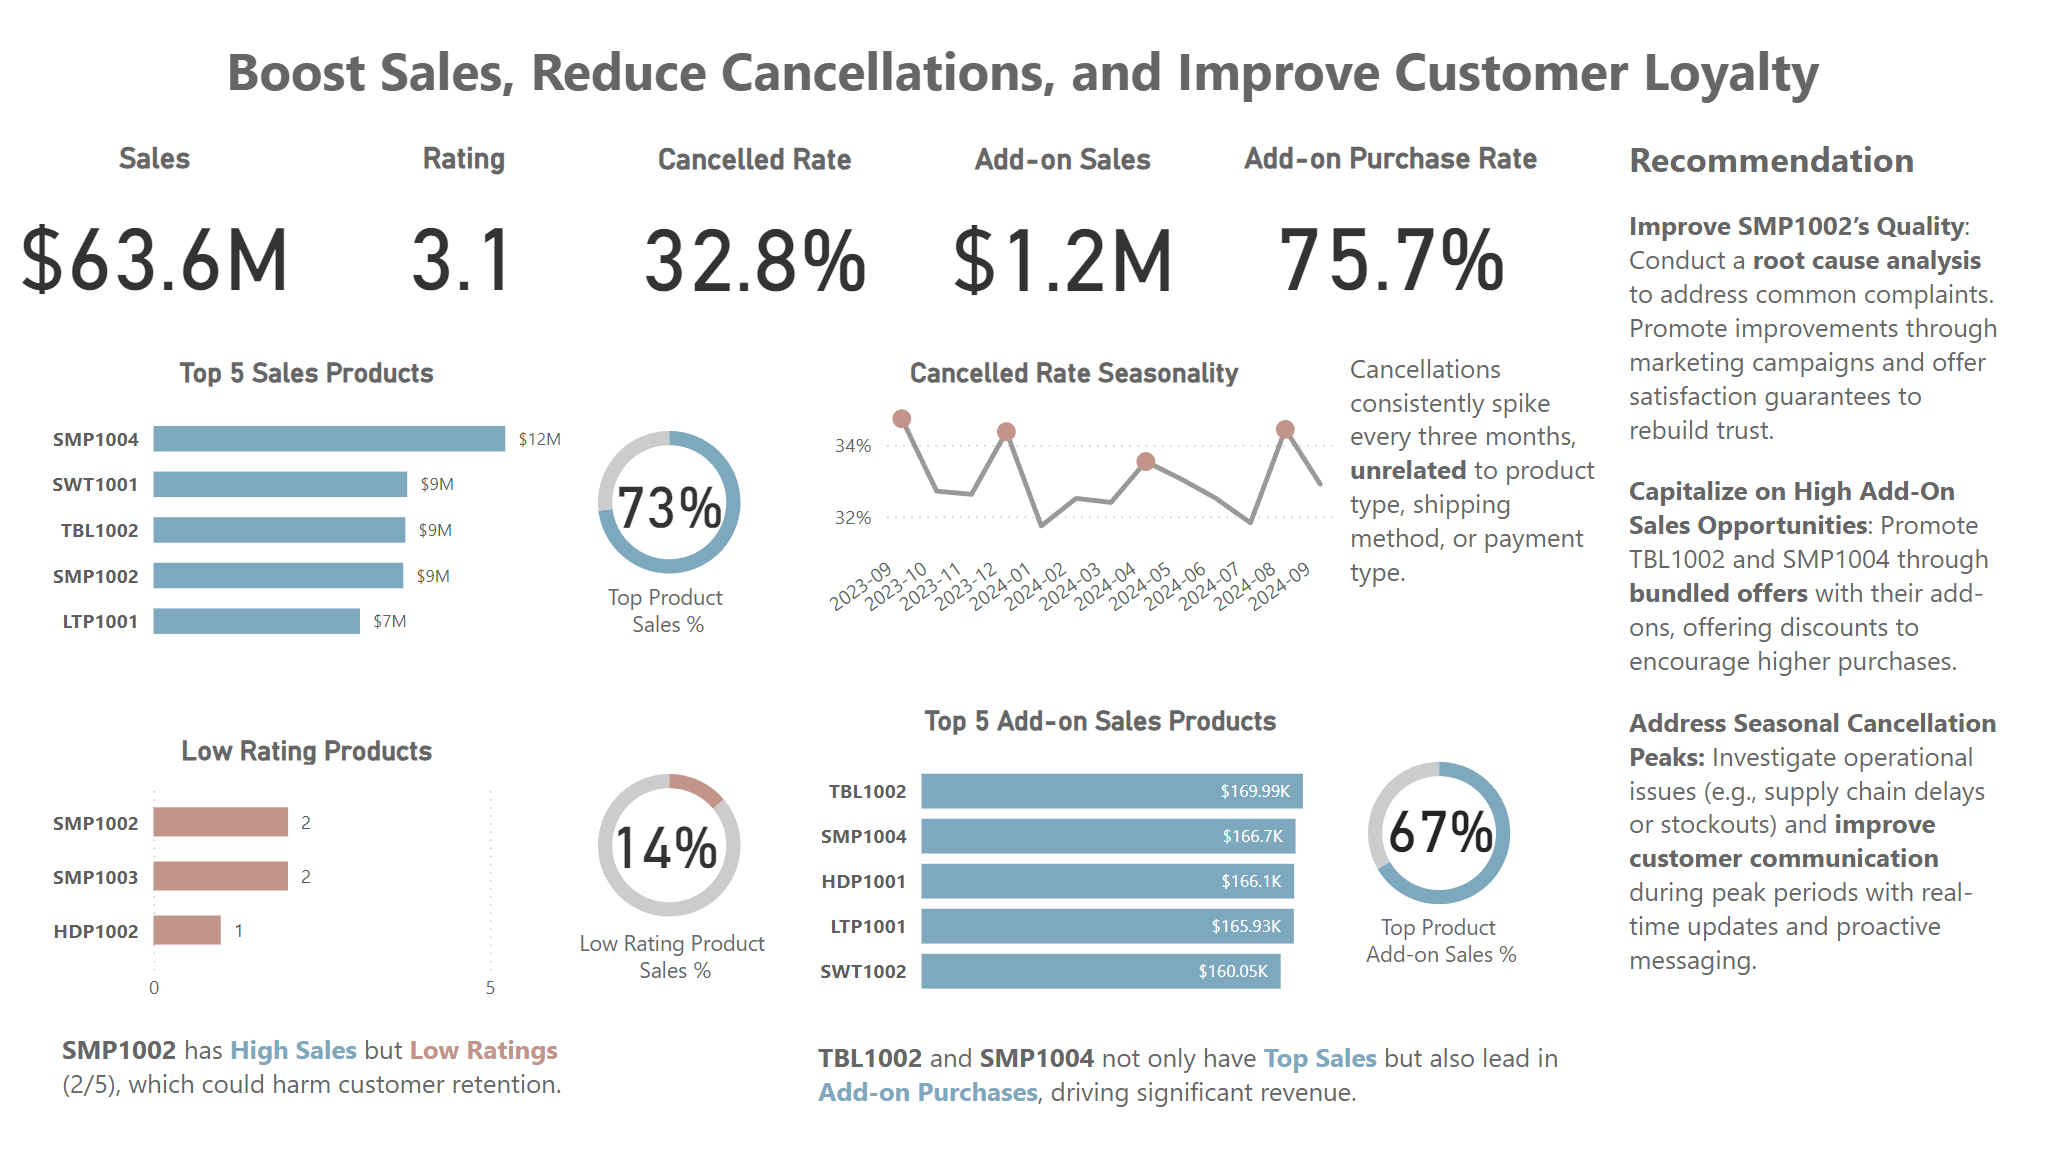 Boost Sales, Reduce Cancellations, and Improve Customer Loyalty
Sales
$63.6M
Rating
3.1
Cancelled Rate
32.8%
Add-on Sales
$1.2M
Add-on Purchase Rate
75.7%
Top 5 Sales Products
SMP1004 $12M
SWT1001 $9M
TBL1002 $9M
SMP1002 $9M
LTP1001 $7M
73%
Top Product
Sales %
Cancelled Rate Seasonality
34%
32%
2023-09
2023-10
2023-11
2023-12
2024-01
2024-02
2024-03
2024-04
2024-05
2024-06
2024-07
2024-08
2024-09
Cancellations
consistently spike
every three months,
unrelated to product
type, shipping
method, or payment
type.
Low Rating Products
SMP1002 2
SMP1003 2
HDP1002 1
0 5
14%
Low Rating Product
Sales %
SMP1002 has High Sales but Low Ratings
(2/5), which could harm customer retention.
Top 5 Add-on Sales Products
TBL1002 $169.99K
SMP1004 $166.7K
HDP1001 $166.1K
LTP1001 $165.93K
SWT1002 $160.05K
67%
Top Product
Add-on Sales %
TBL1002 and SMP1004 not only have Top Sales but also lead in
Add-on Purchases, driving significant revenue.
Recommendation
Improve SMP1002’s Quality:
Conduct a root cause analysis
to address common complaints.
Promote improvements through
marketing campaigns and offer
satisfaction guarantees to
rebuild trust.
Capitalize on High Add-On
Sales Opportunities: Promote
TBL1002 and SMP1004 through
bundled offers with their add-
ons, offering discounts to
encourage higher purchases.
Address Seasonal Cancellation
Peaks: Investigate operational
issues (e.g., supply chain delays
or stockouts) and improve
customer communication
during peak periods with real-
time updates and proactive
messaging.